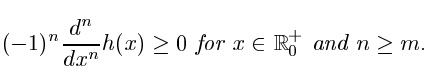 (-1)^n \frac{d^n}{dx^n} h(x) \geq 0 for x \in \mathbb{R}_0^+ and n \geq m.